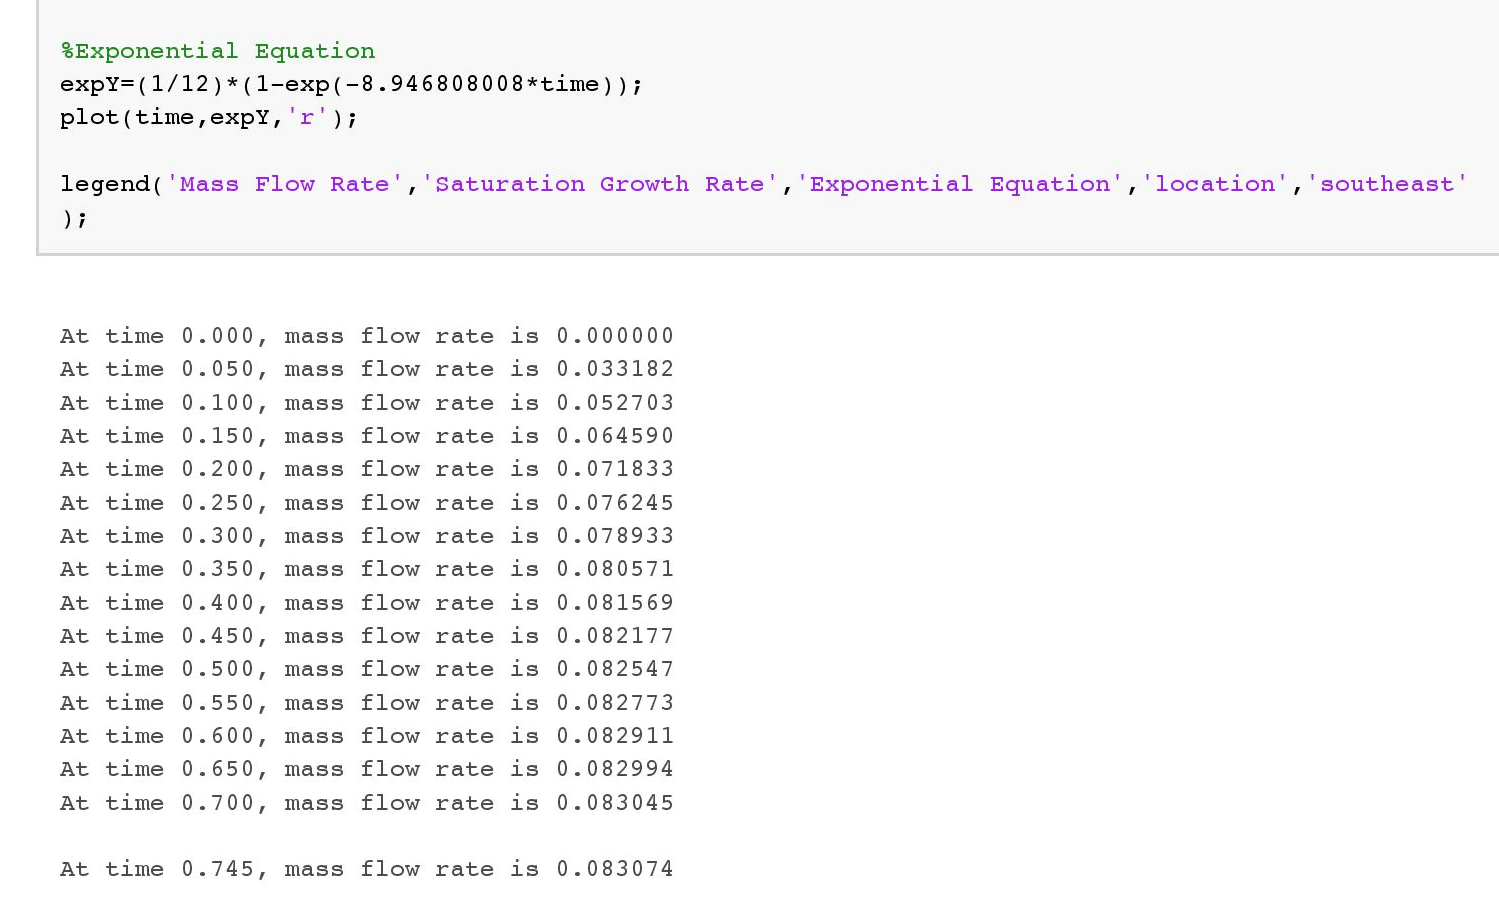 %Exponential Equation
expY=(1/12)*(1-exp(-8.946808008*time));
plot(time,expY,'r');
legend('Mass Flow Rate','Saturation Growth Rate','Exponential Equation','location','southeast'
);
At time 0.000, mass flow rate is 0.000000
At time 0.050, mass flow rate is 0.033182
At time 0.100, mass flow rate is 0.052703
At time 0.150, mass flow rate is 0.064590
At time 0.200, mass flow rate is 0.071833
At time 0.250, mass flow rate is 0.076245
At time 0.300, mass flow rate is 0.078933
At time 0.350, mass flow rate is 0.080571
At time 0.400, mass flow rate is 0.081569
At time 0.450, mass flow rate is 0.082177
At time 0.500, mass flow rate is 0.082547
At time 0.550, mass flow rate is 0.082773
At time 0.600, mass flow rate is 0.082911
At time 0.650, mass flow rate is 0.082994
At time 0.700, mass flow rate is 0.083045
At time 0.745, mass flow rate is 0.083074